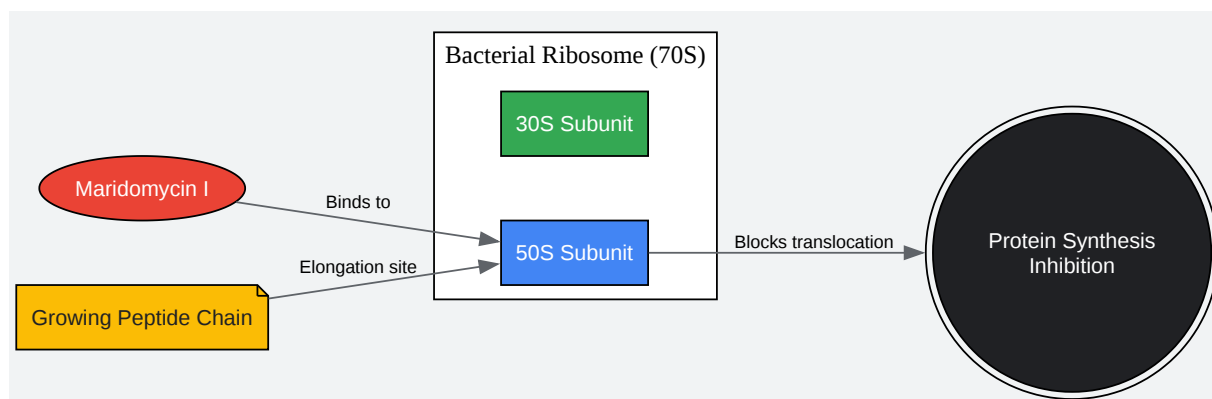 Bacterial Ribosome (70S)
30S Subunit
Maridomycin I
Binds to
50S Subunit
Blocks translocation
Protein Synthesis
Inhibition
Elongation site
Growing Peptide Chain